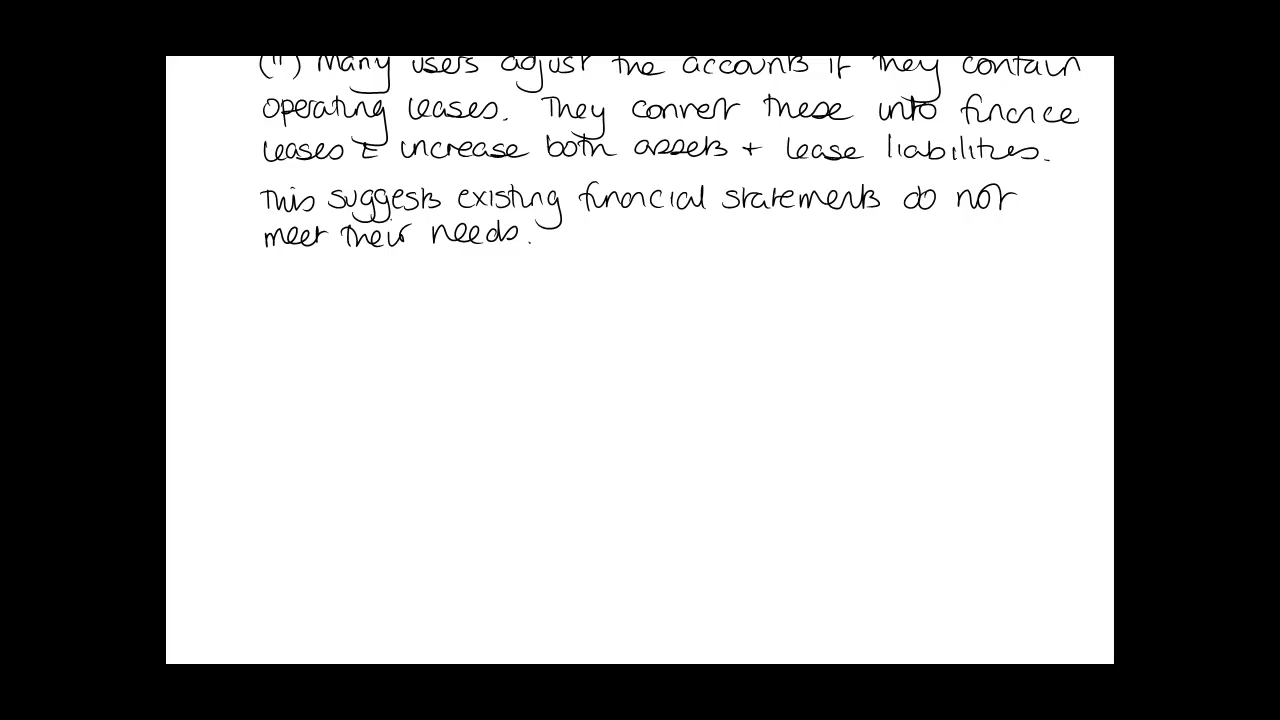 (ii) Many users adjust the accounts if they contain
operating leases. They convert these into finance
leases & increase both assets + lease liabilities.
This suggests existing financial statements do not
meet their needs.